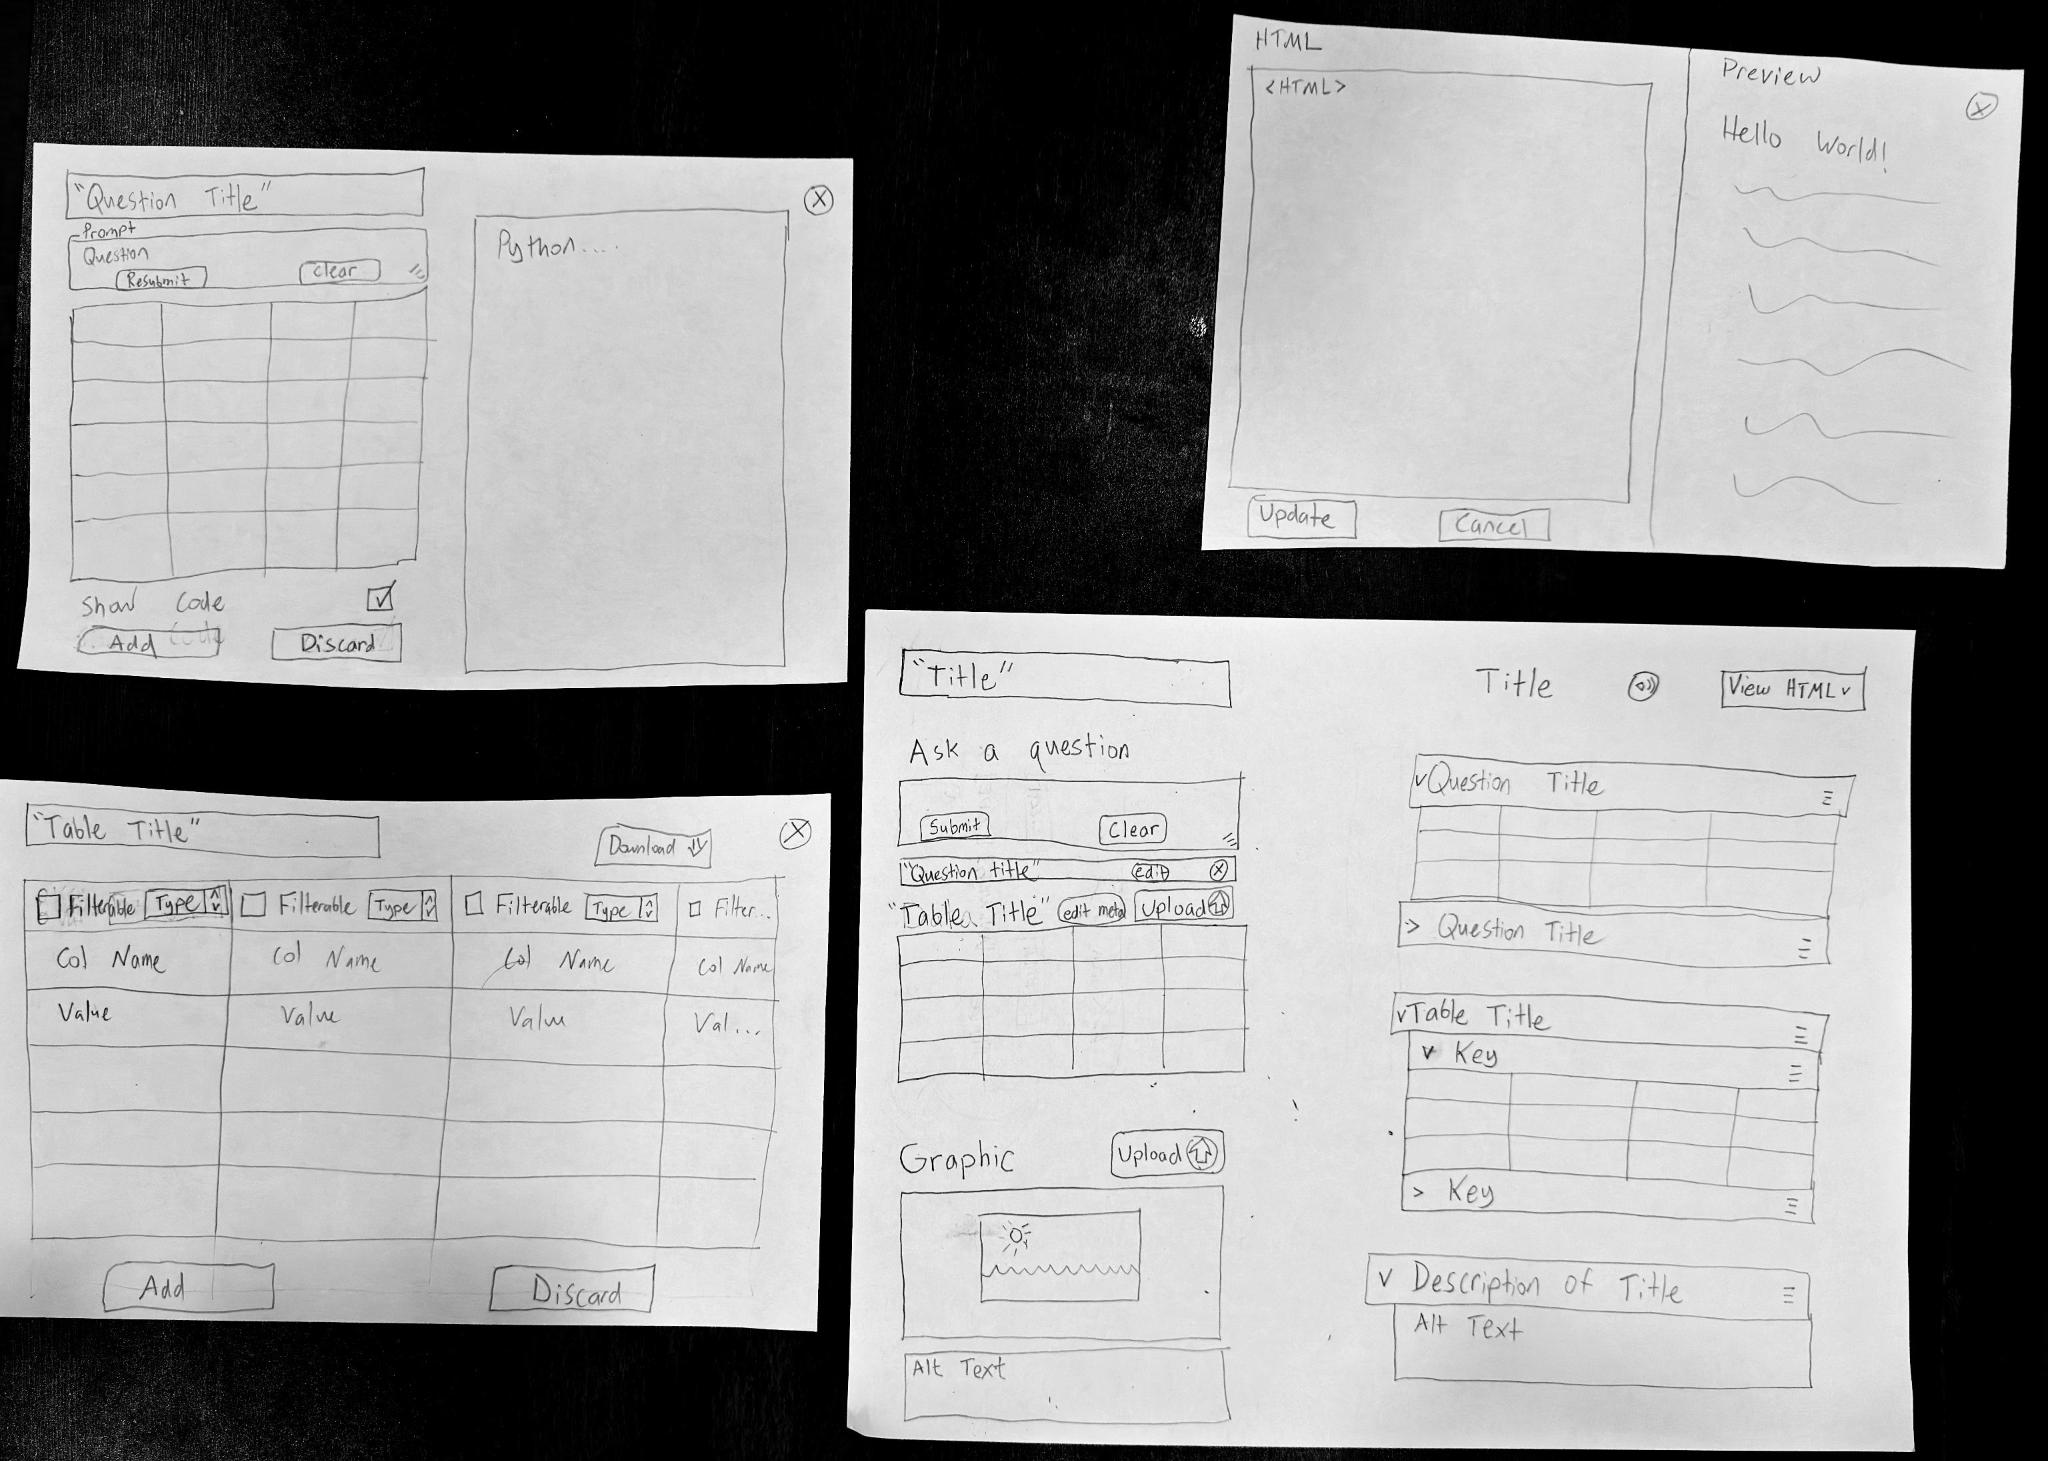 "Question Title"
Prompt
Question
Resubmit
Clear
Python....
Show Code
Add
Discard
HTML
<HTML>
Update
Cancel
Preview
Hello World!
"Table Title"
Download
Filterable Type
Filterable Type
Filterable Type
Filter...
Col Name
Col Name
Col Name
Col Name
Value
Value
Value
Val...
Add
Discard
"Title"
Ask a question
Submit
Clear
"Question title"
edit
"Table Title"
edit meta
Upload
Graphic
Upload
Alt Text
Title
View HTML
Question Title
> Question Title
Table Title
Key
> Key
Description of Title
Alt Text